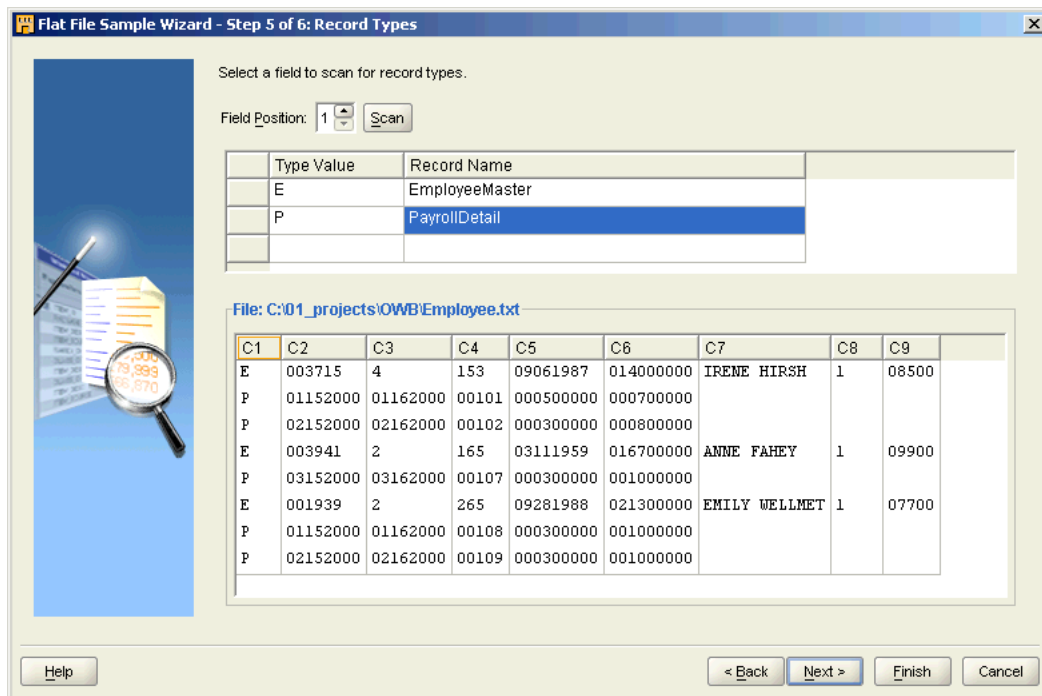 Flat File Sample Wizard - Step 5 of 6: Record Types
Select a field to scan for record types.
Field Position: 1 Scan
Type Value Record Name
E EmployeeMaster
P PayrollDetail
File: C:\01_projects\OWB\Employee.txt
C1 C2 C3 C4 C5 C6 C7 C8 C9
E 003715 4 153 09061987 014000000 IRENE HIRSH 1 08500
P 01152000 01162000 00101 000500000 000700000
P 02152000 02162000 00102 000300000 000800000
E 003941 2 165 03111959 016700000 ANNE FAHEY 1 09900
P 03152000 03162000 00107 000300000 001000000
E 001939 2 265 09281988 021300000 EMILY WELLMET 1 07700
P 01152000 01162000 00108 000300000 001000000
P 02152000 02162000 00109 000300000 001000000
Help < Back Next > Finish Cancel